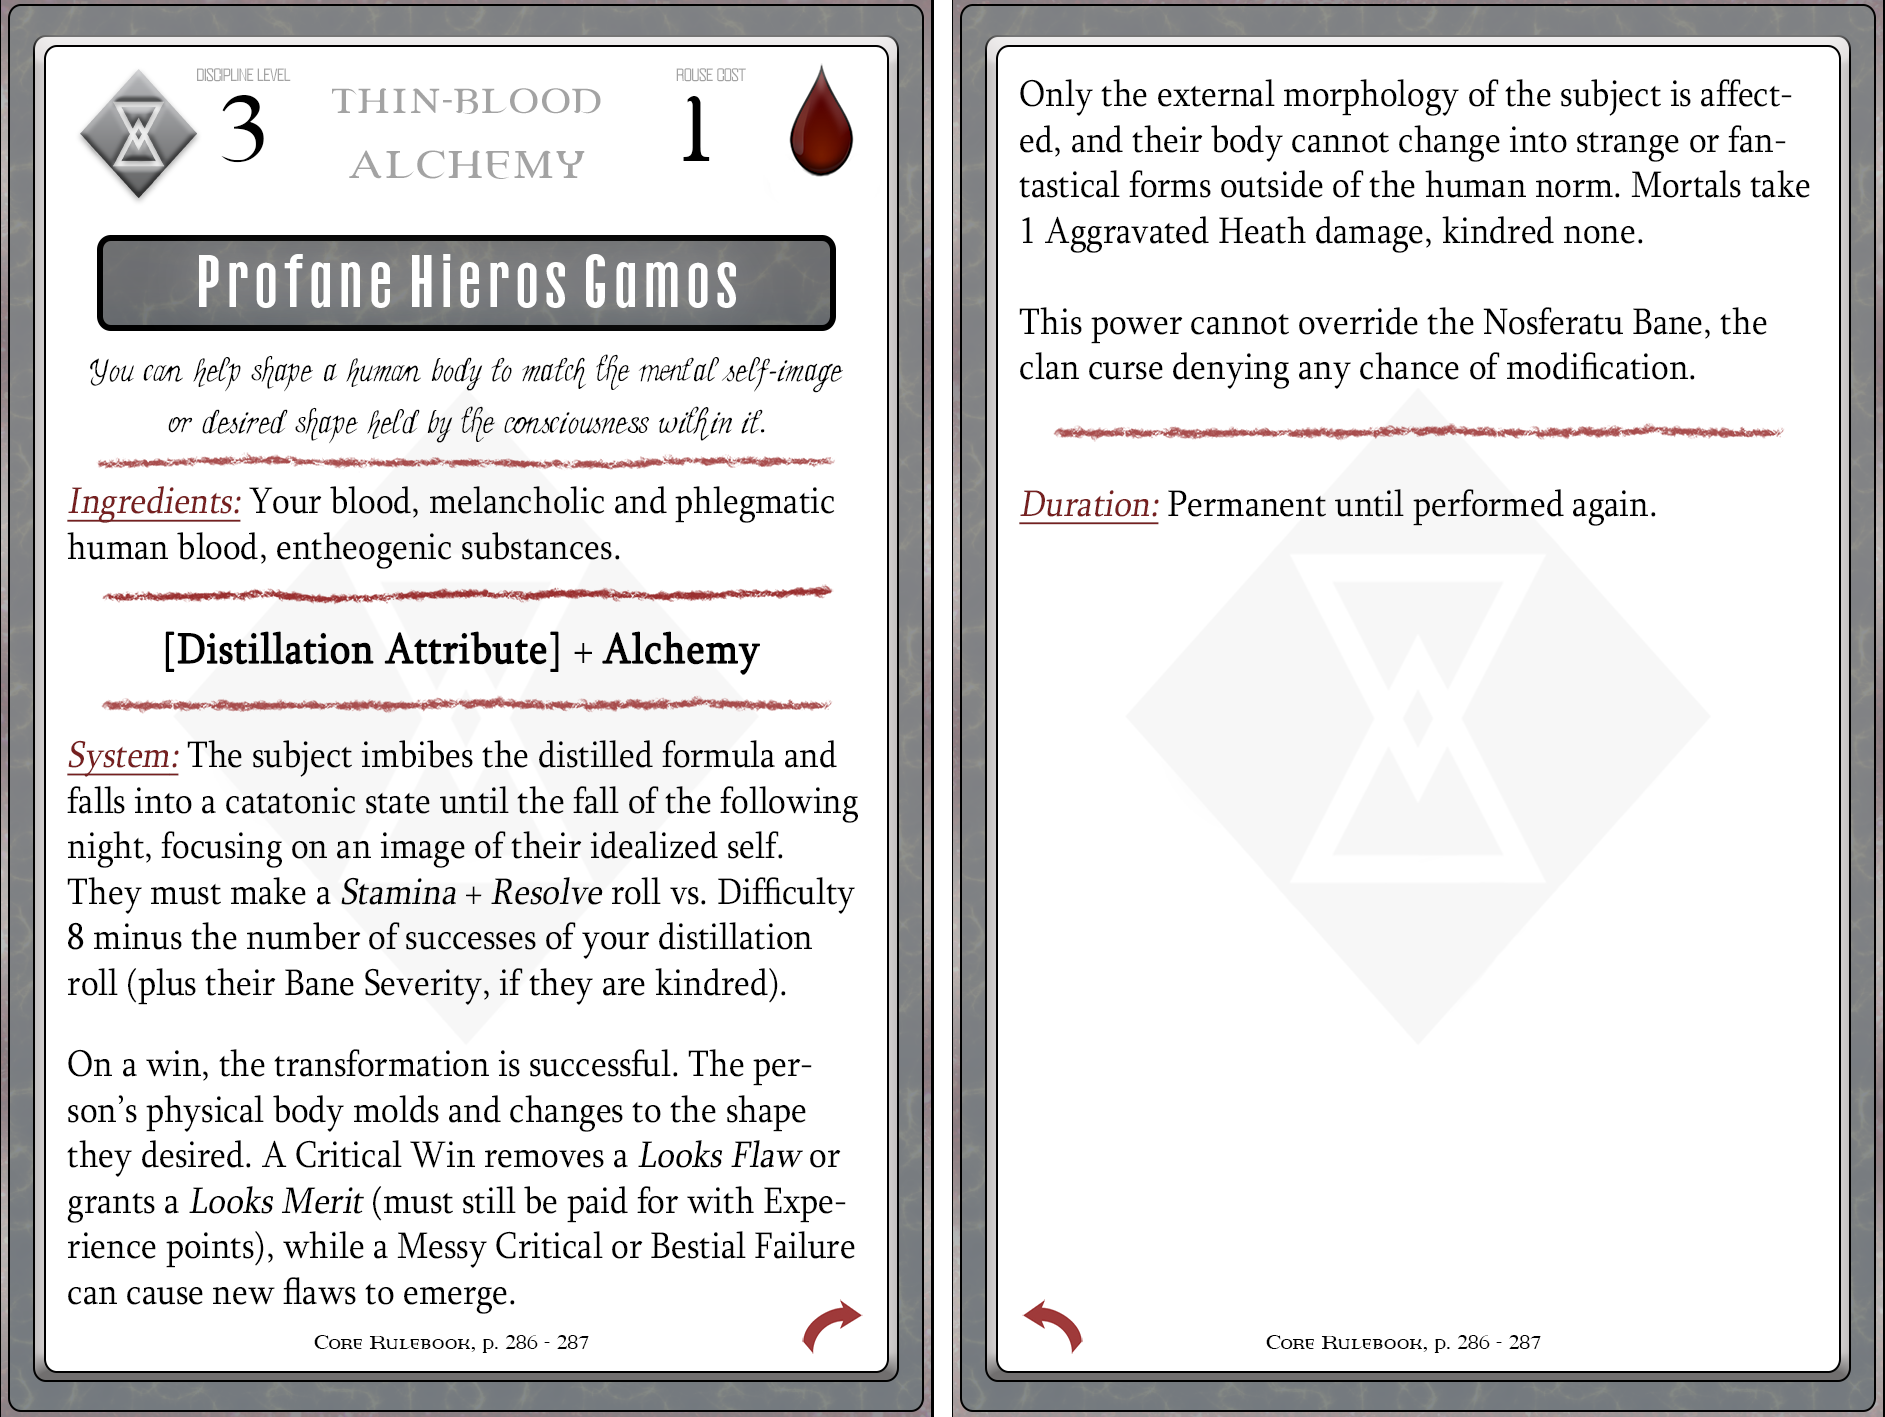 DISCIPLINE LEVEL
3
THIN-BLOOD
ALCHEMY
ROUSE COST
1
Profane Hieros Gamos
You can help shape a human body to match the mental self-image
or desired shape held by the consciousness within it.
Ingredients: Your blood, melancholic and phlegmatic
human blood, entheogenic substances.
[Distillation Attribute] + Alchemy
System: The subject imbibes the distilled formula and
falls into a catatonic state until the fall of the following
night, focusing on an image of their idealized self.
They must make a Stamina + Resolve roll vs. Difficulty
8 minus the number of successes of your distillation
roll (plus their Bane Severity, if they are kindred).
On a win, the transformation is successful. The per-
son's physical body molds and changes to the shape
they desired. A Critical Win removes a Looks Flaw or
grants a Looks Merit (must still be paid for with Expe-
rience points), while a Messy Critical or Bestial Failure
can cause new flaws to emerge.
Core Rulebook, p. 286 - 287
Only the external morphology of the subject is affect-
ed, and their body cannot change into strange or fan-
tastical forms outside of the human norm. Mortals take
1 Aggravated Heath damage, kindred none.
This power cannot override the Nosferatu Bane, the
clan curse denying any chance of modification.
Duration: Permanent until performed again.
Core Rulebook, p. 286 - 287